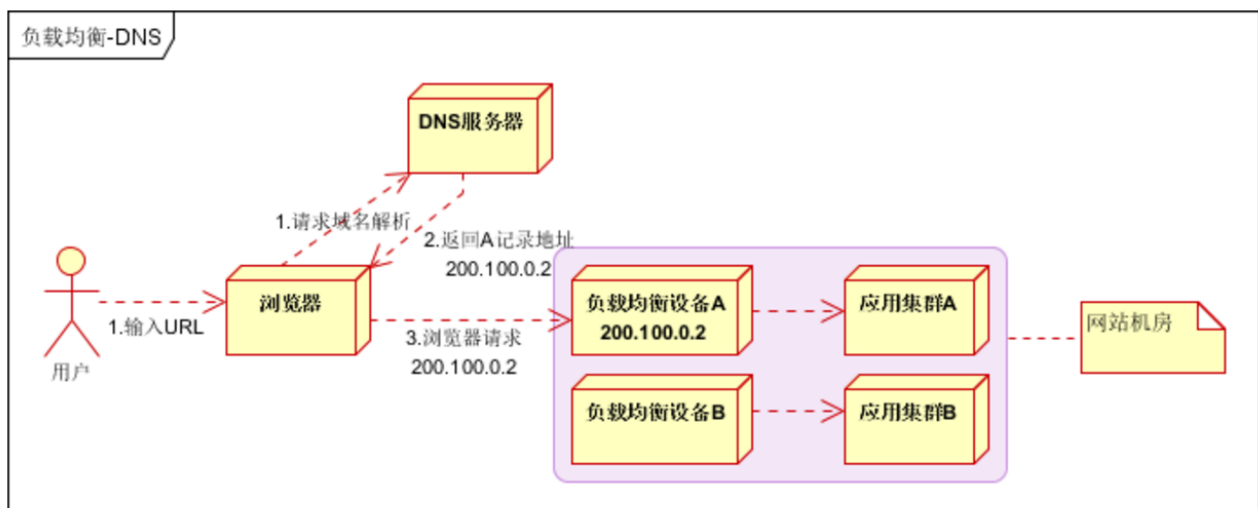 负载均衡-DNS
DNS服务器
1.请求域名解析
2.返回A记录地址
200.100.0.2
浏览器
1.输入URL
用户
3.浏览器请求
200.100.0.2
负载均衡设备A
200.100.0.2
应用集群A
网站机房
负载均衡设备B
应用集群B